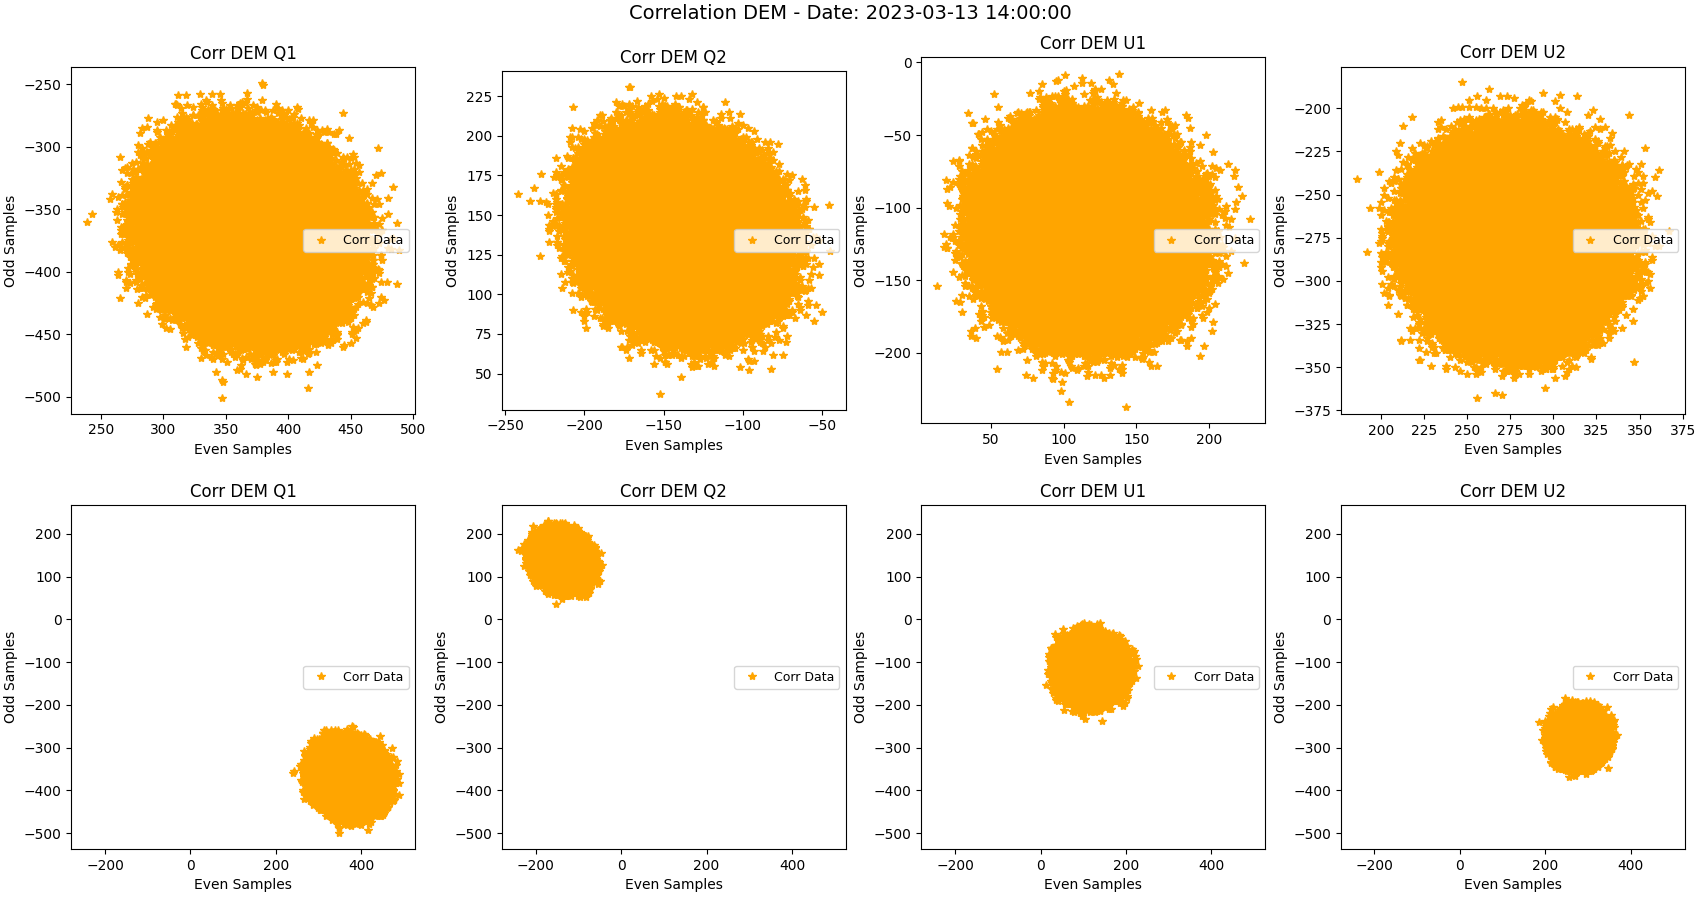 Correlation DEM - Date: 2023-03-13 14:00:00
Corr DEM Q1
Odd Samples
−250
−300
−350
−400
−450
−500
250 300 350 400 450 500
Even Samples
Corr Data
Corr DEM Q2
Odd Samples
225
200
175
150
125
100
75
50
−250 −200 −150 −100 −50
Even Samples
Corr Data
Corr DEM U1
Odd Samples
0
−50
−100
−150
−200
50 100 150 200
Even Samples
Corr Data
Corr DEM U2
Odd Samples
−200
−225
−250
−275
−300
−325
−350
−375
200 225 250 275 300 325 350 375
Even Samples
Corr Data
Corr DEM Q1
Odd Samples
200
100
0
−100
−200
−300
−400
−500
−200 0 200 400
Even Samples
Corr Data
Corr DEM Q2
Odd Samples
200
100
0
−100
−200
−300
−400
−500
−200 0 200 400
Even Samples
Corr Data
Corr DEM U1
Odd Samples
200
100
0
−100
−200
−300
−400
−500
−200 0 200 400
Even Samples
Corr Data
Corr DEM U2
Odd Samples
200
100
0
−100
−200
−300
−400
−500
−200 0 200 400
Even Samples
Corr Data